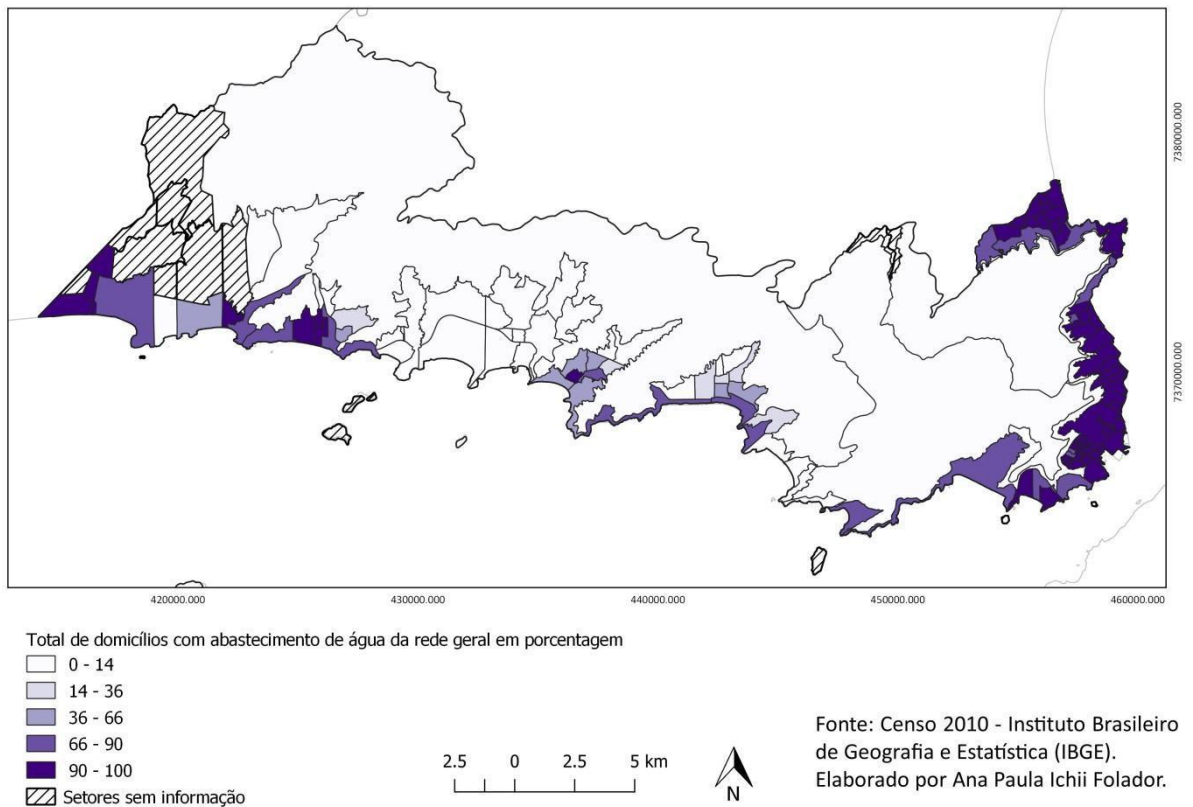 7380000.000
7370000.000
420000.000 430000.000 440000.000 450000.000 460000.000
Total de domicílios com abastecimento de água da rede geral em porcentagem
0 - 14
14 - 36
36 - 66
66 - 90
90 - 100
Setores sem informação
2.5 0 2.5 5 km
N
Fonte: Censo 2010 - Instituto Brasileiro
de Geografia e Estatística (IBGE).
Elaborado por Ana Paula Ichii Folador.